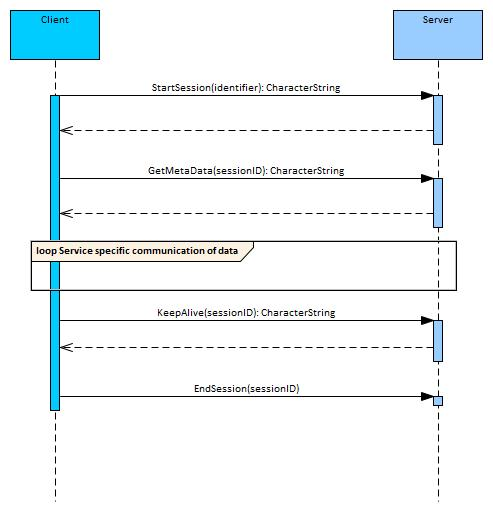 Client
Server
StartSession(identifier): CharacterString
GetMetaData(sessionID): CharacterString
loop Service specific communication of data
KeepAlive(sessionID): CharacterString
EndSession(sessionID)